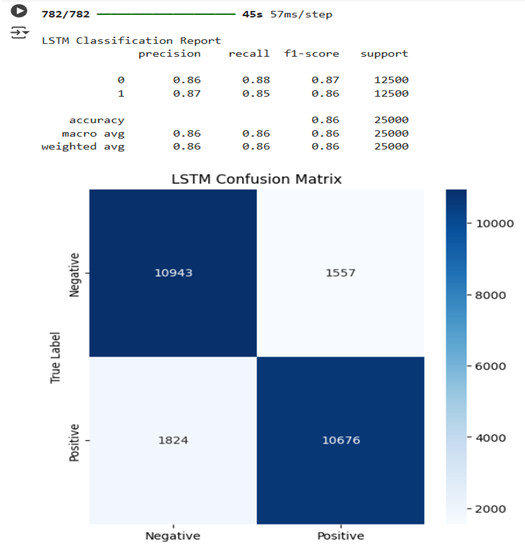 782/782 ━━━━━━━━━━━━━━━━━━━━ 45s 57ms/step
LSTM Classification Report
precision recall f1-score support
0 0.86 0.88 0.87 12500
1 0.87 0.85 0.86 12500
accuracy 0.86 25000
macro avg 0.86 0.86 0.86 25000
weighted avg 0.86 0.86 0.86 25000
LSTM Confusion Matrix
10000
8000
6000
4000
2000
True Label
Negative
10943 1557
Positive
1824 10676
Negative Positive